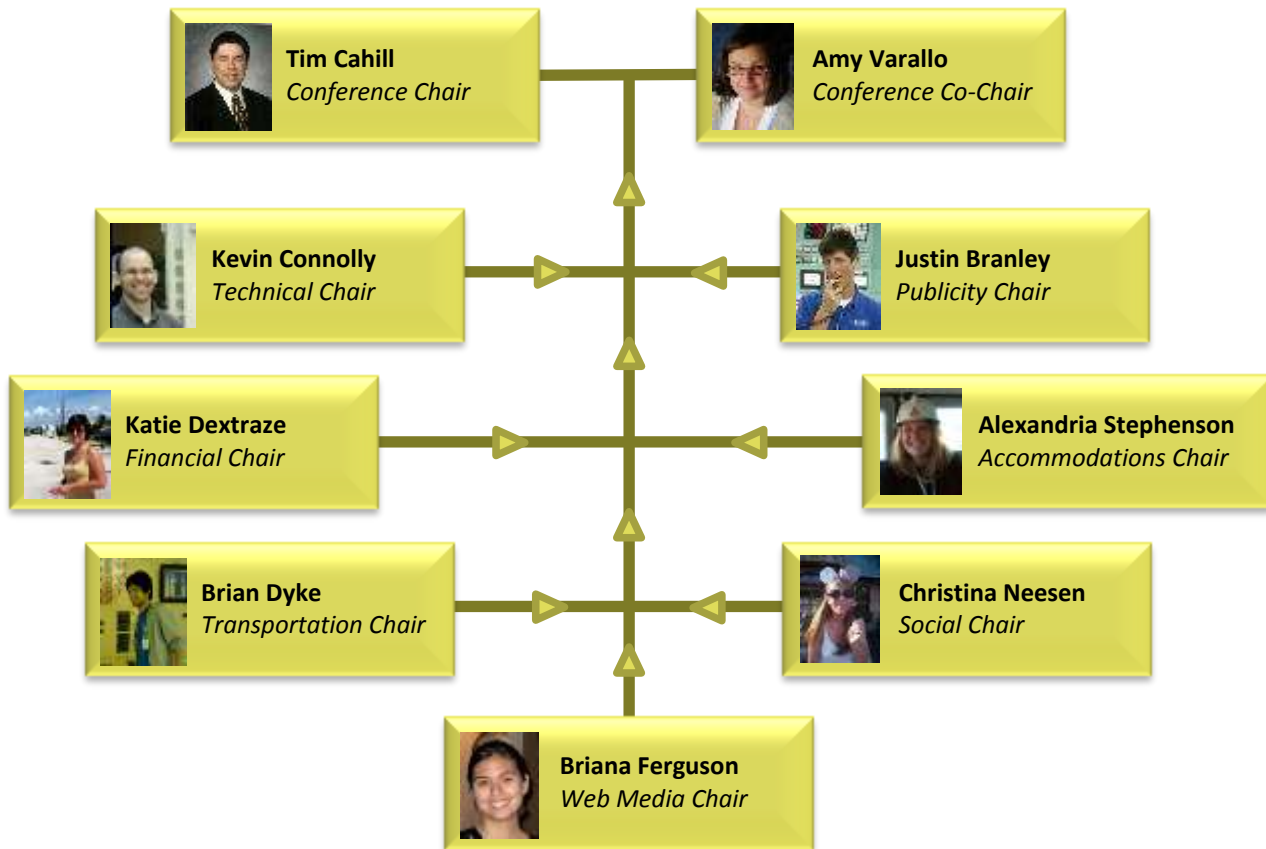 Tim Cahill
Conference Chair
Amy Varallo
Conference Co-Chair
Kevin Connolly
Technical Chair
Justin Branley
Publicity Chair
Katie Dextraze
Financial Chair
Alexandria Stephenson
Accommodations Chair
Brian Dyke
Transportation Chair
Christina Neesen
Social Chair
Briana Ferguson
Web Media Chair